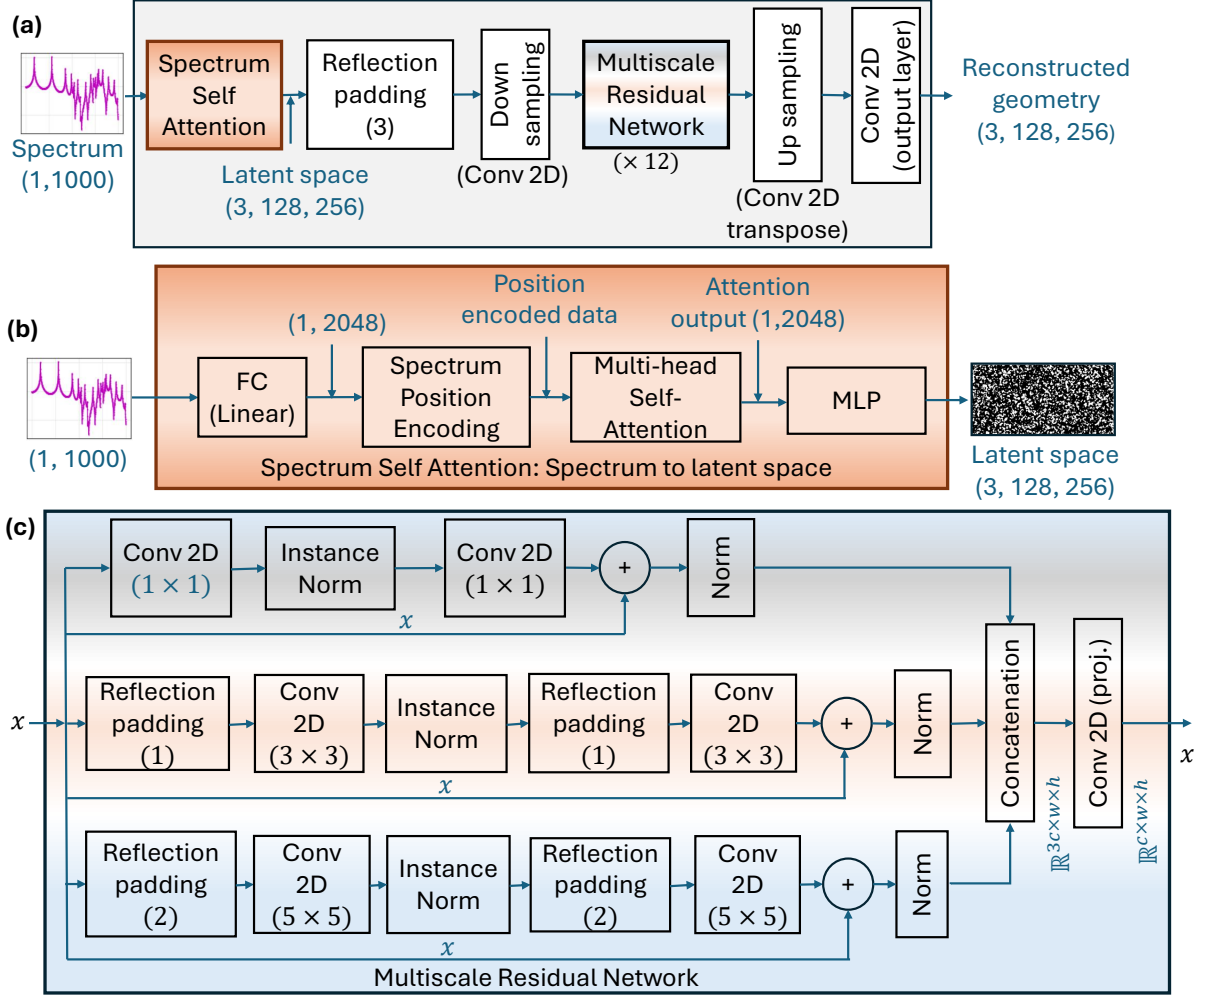 (a)
Spectrum
(1,1000)
Spectrum
Self
Attention
Latent space
(3, 128, 256)
Reflection
padding
(3)
Down
sampling
(Conv 2D)
Multiscale
Residual
Network
(× 12)
Up sampling
(Conv 2D
transpose)
Conv 2D
(output layer)
Reconstructed
geometry
(3, 128, 256)
(b)
(1, 1000)
FC
(Linear)
(1, 2048)
Spectrum
Position
Encoding
Position
encoded data
Multi-head
Self-
Attention
Attention
output (1,2048)
MLP
Latent space
(3, 128, 256)
Spectrum Self Attention: Spectrum to latent space
(c)
Conv 2D
(1 × 1)
Instance
Norm
Conv 2D
(1 × 1)
+
Norm
x
x
Reflection
padding
(1)
Conv
2D
(3 × 3)
Instance
Norm
Reflection
padding
(1)
Conv
2D
(3 × 3)
+
Norm
x
Concatenation
ℝ³ᶜˣʷˣʰ
Conv 2D (proj.)
ℝᶜˣʷˣʰ
x
Reflection
padding
(2)
Conv
2D
(5 × 5)
Instance
Norm
Reflection
padding
(2)
Conv
2D
(5 × 5)
+
Norm
x
Multiscale Residual Network